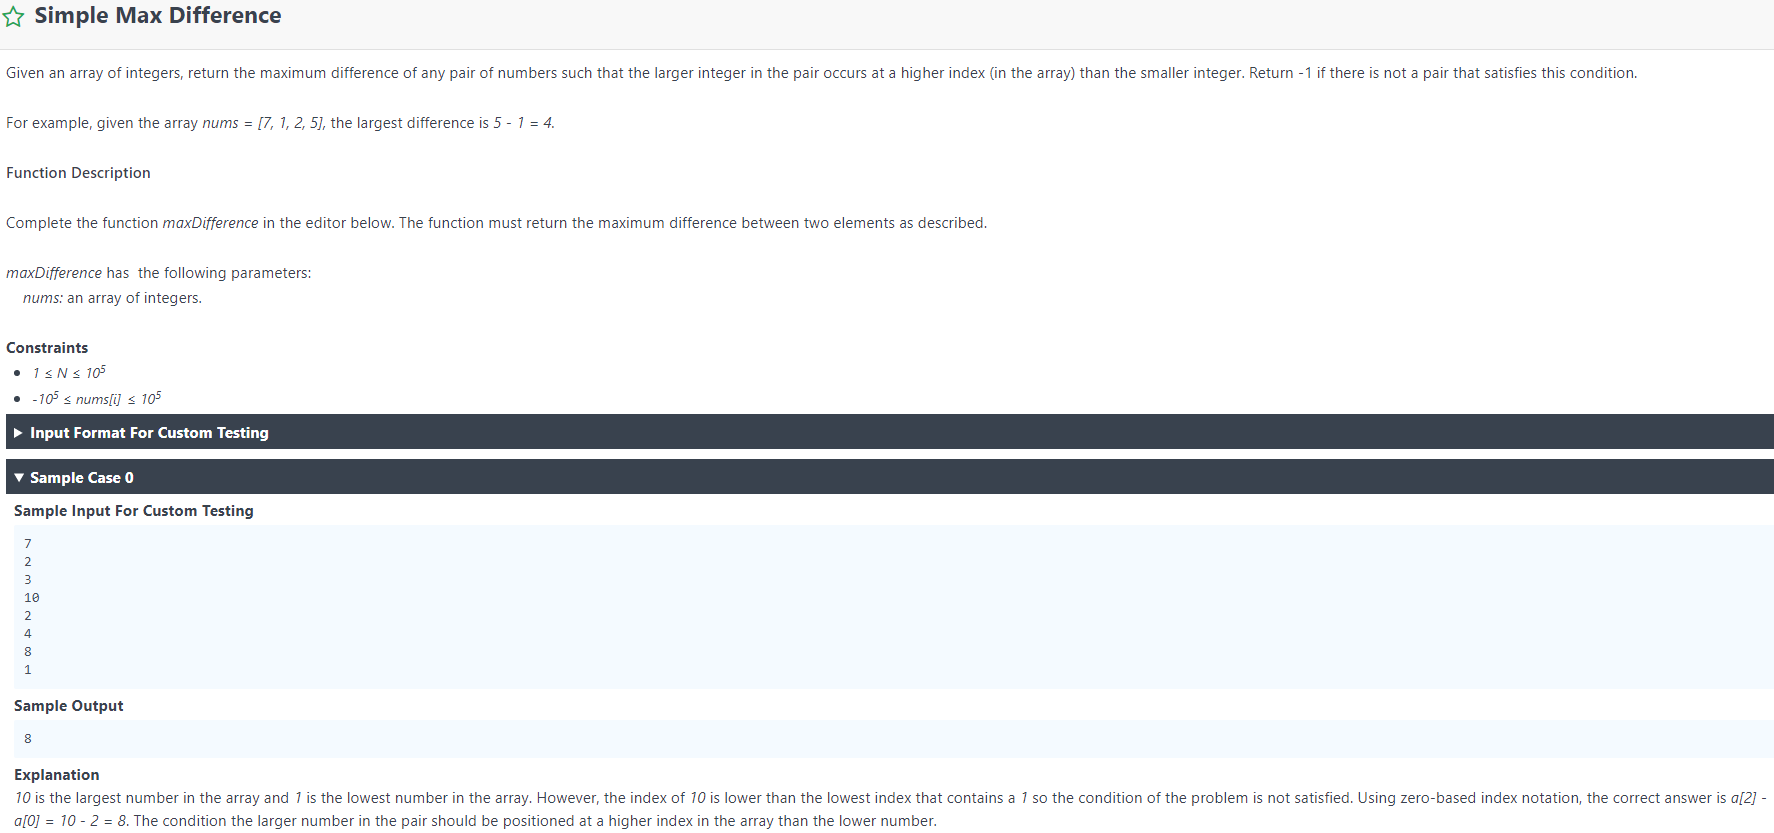 Simple Max Difference
Given an array of integers, return the maximum difference of any pair of numbers such that the larger integer in the pair occurs at a higher index (in the array) than the smaller integer. Return -1 if there is not a pair that satisfies this condition.
For example, given the array nums = [7, 1, 2, 5], the largest difference is 5 - 1 = 4.
Function Description
Complete the function maxDifference in the editor below. The function must return the maximum difference between two elements as described.
maxDifference has  the following parameters:
nums: an array of integers.
Constraints
• 1 ≤ N ≤ 10⁵
• -10⁵ ≤ nums[i] ≤ 10⁵
▶ Input Format For Custom Testing
▼ Sample Case 0
Sample Input For Custom Testing
7
2
3
10
2
4
8
1
Sample Output
8
Explanation
10 is the largest number in the array and 1 is the lowest number in the array. However, the index of 10 is lower than the lowest index that contains a 1 so the condition of the problem is not satisfied. Using zero-based index notation, the correct answer is a[2] -
a[0] = 10 - 2 = 8. The condition the larger number in the pair should be positioned at a higher index in the array than the lower number.